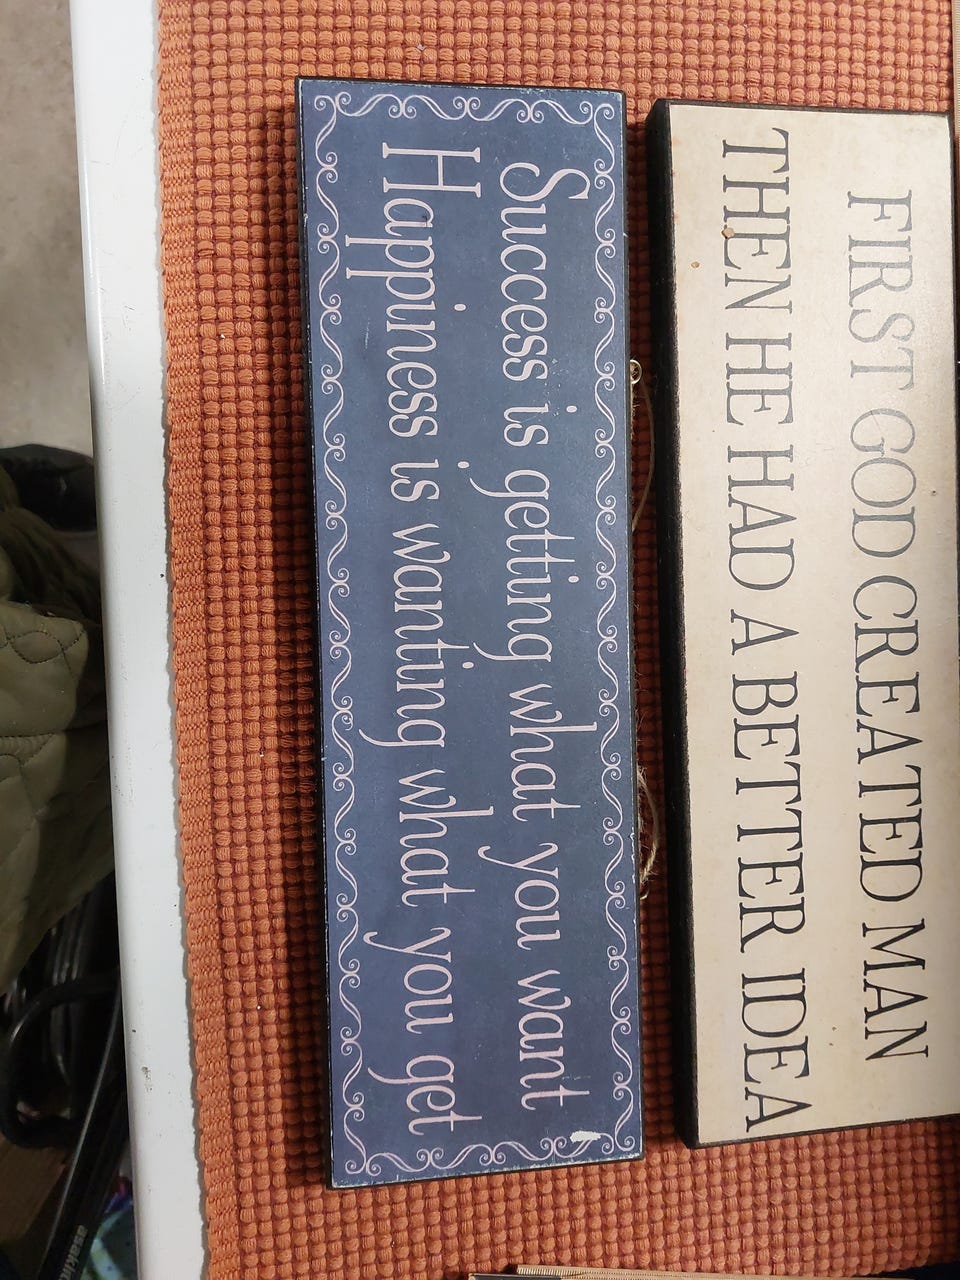 Success is getting what you want
Happiness is wanting what you get
FIRST GOD CREATED MAN
THEN HE HAD A BETTER IDEA